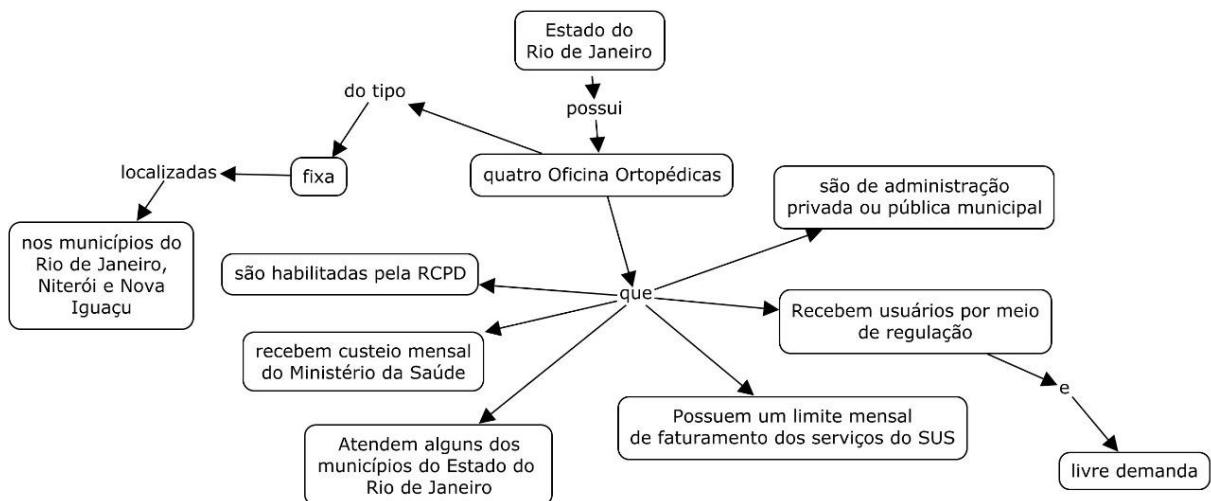 Estado do
Rio de Janeiro
possui
do tipo
quatro Oficina Ortopédicas
fixa
localizadas
nos municípios do
Rio de Janeiro,
Niterói e Nova
Iguaçu
que
são de administração
privada ou pública municipal
são habilitadas pela RCPD
Recebem usuários por meio
de regulação
e
livre demanda
recebem custeio mensal
do Ministério da Saúde
Possuem um limite mensal
de faturamento dos serviços do SUS
Atendem alguns dos
municípios do Estado do
Rio de Janeiro